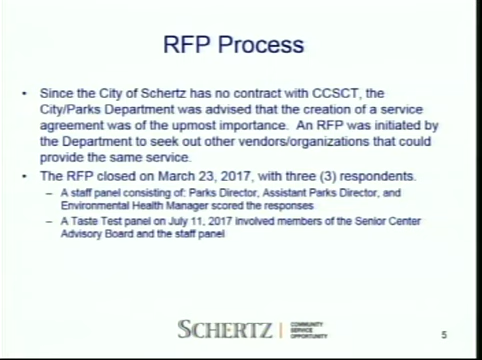 RFP Process
• Since the City of Schertz has no contract with CCSCT, the
City/Parks Department was advised that the creation of a service
agreement was of the upmost importance. An RFP was initiated by
the Department to seek out other vendors/organizations that could
provide the same service.
• The RFP closed on March 23, 2017, with three (3) respondents.
– A staff panel consisting of: Parks Director, Assistant Parks Director, and
Environmental Health Manager scored the responses
– A Taste Test panel on July 11, 2017 involved members of the Senior Center
Advisory Board and the staff panel
SCHERTZ | COMMUNITY
SERVICE
OPPORTUNITY
5